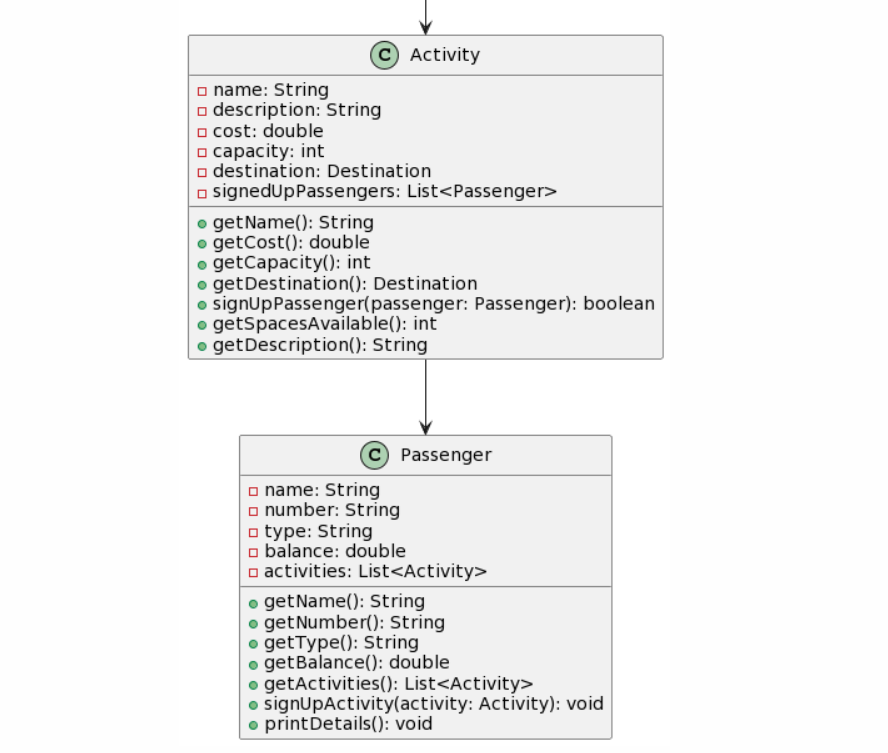 C Activity
name: String
description: String
cost: double
capacity: int
destination: Destination
signedUpPassengers: List<Passenger>
getName(): String
getCost(): double
getCapacity(): int
getDestination(): Destination
signUpPassenger(passenger: Passenger): boolean
getSpacesAvailable(): int
getDescription(): String
C Passenger
name: String
number: String
type: String
balance: double
activities: List<Activity>
getName(): String
getNumber(): String
getType(): String
getBalance(): double
getActivities(): List<Activity>
signUpActivity(activity: Activity): void
printDetails(): void